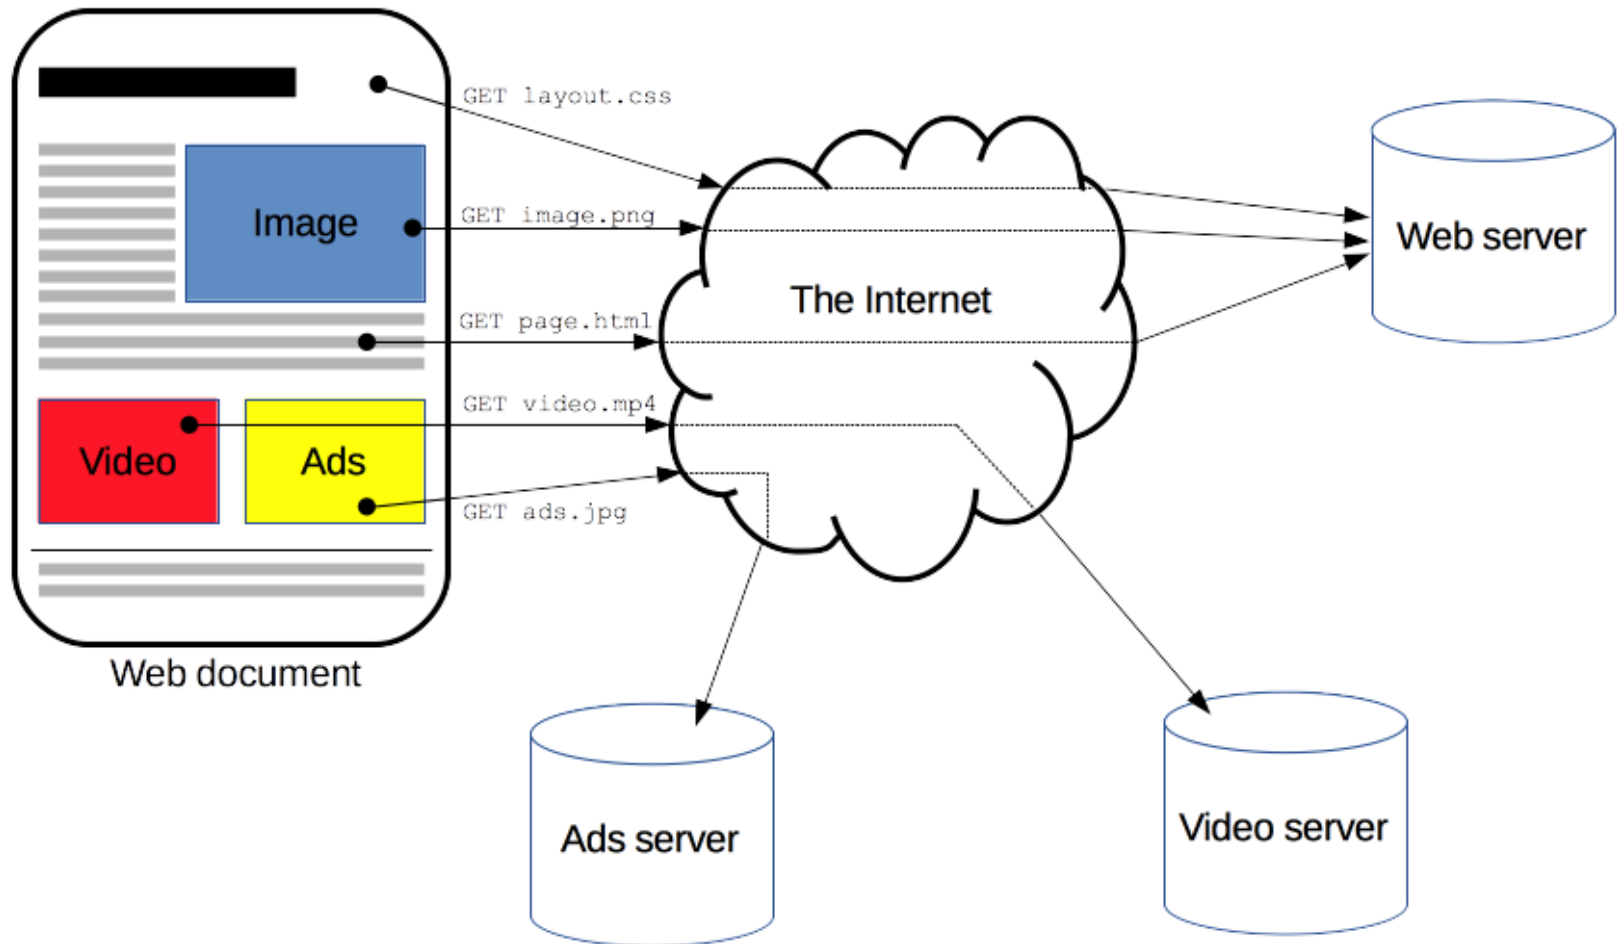 GET layout.css
Image
GET image.png
Web server
The Internet
GET page.html
GET video.mp4
Video
Ads
GET ads.jpg
Web document
Ads server
Video server